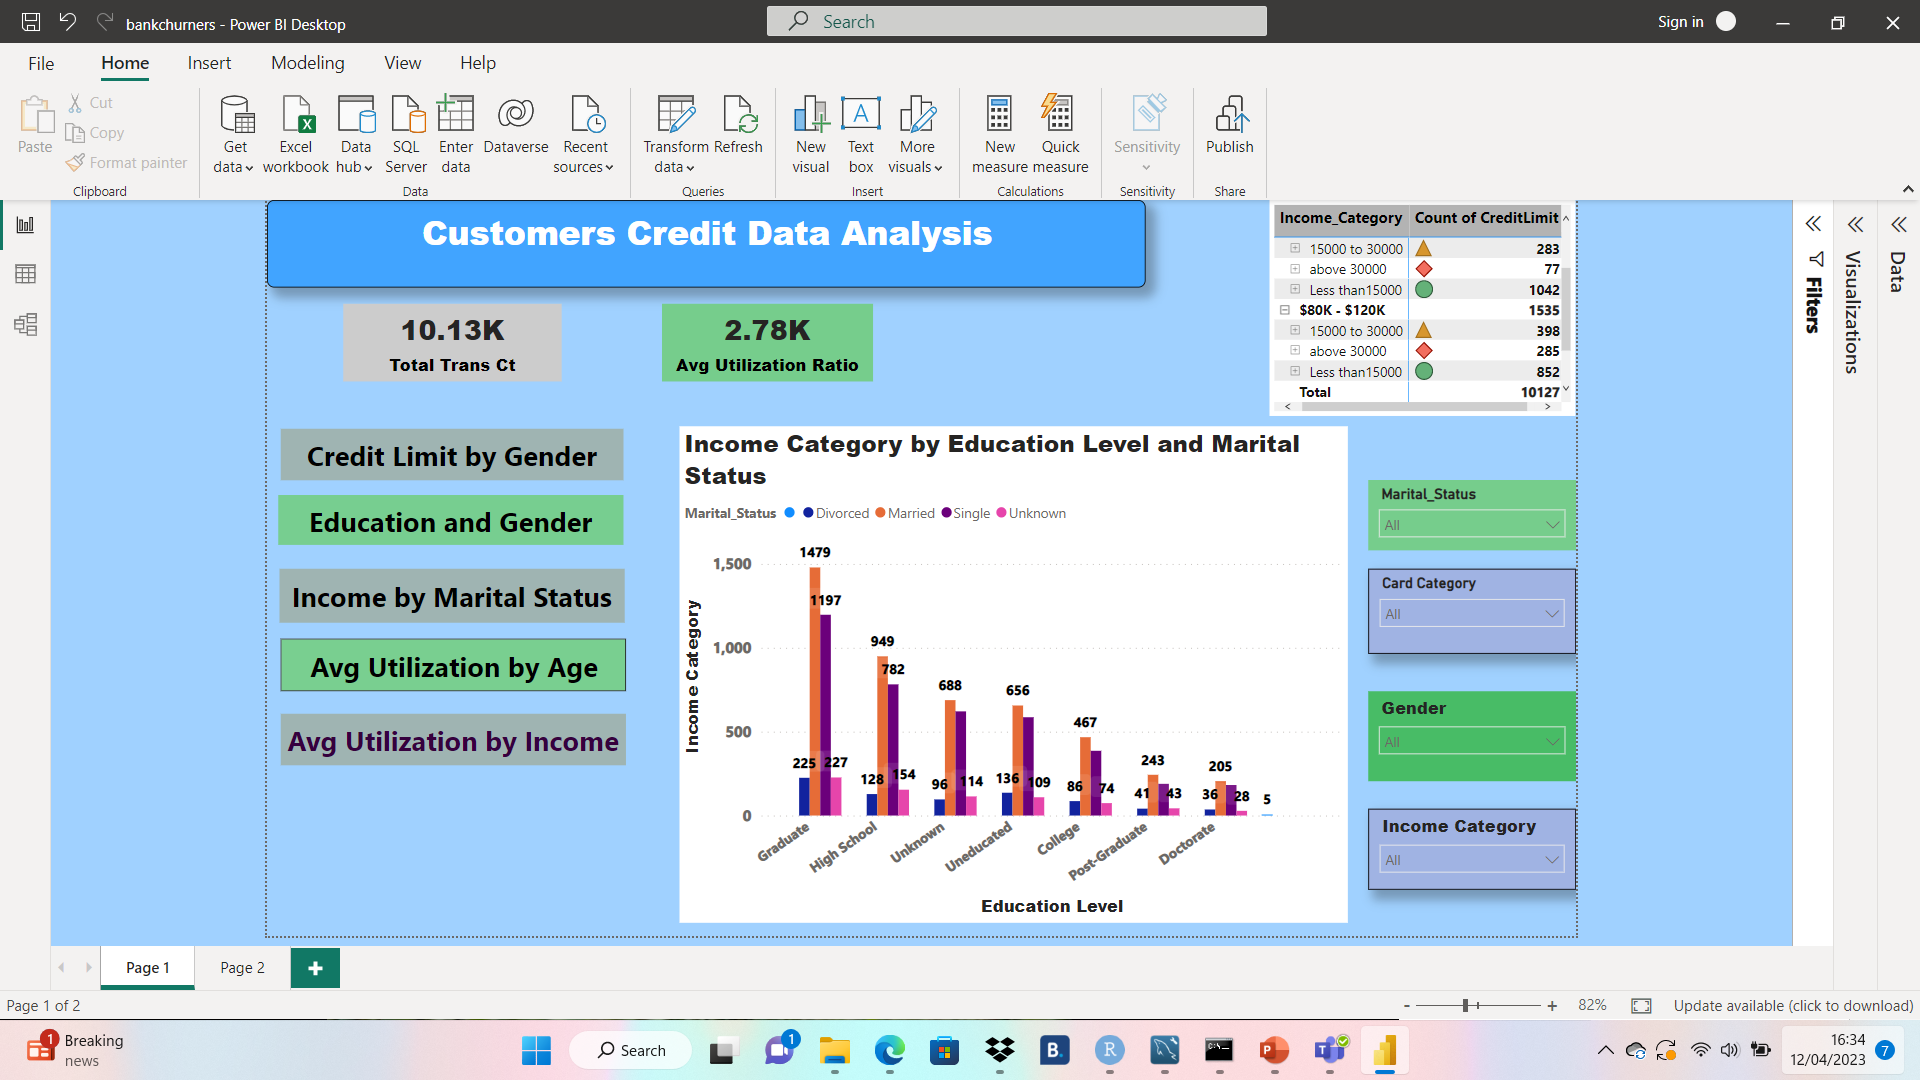 bankchurners - Power BI Desktop
Search
Sign in
File Home Insert Modeling View Help
Paste
Cut
Copy
Format painter
Clipboard
Get data
Excel workbook
Data hub
SQL Server
Enter data
Dataverse
Recent sources
Data
Transform data
Refresh
Queries
New visual
Text box
More visuals
Insert
New measure
Quick measure
Calculations
Sensitivity
Sensitivity
Publish
Share
Customers Credit Data Analysis
Income_Category Count of CreditLimit
15000 to 30000 283
above 30000 77
Less than15000 1042
$80K - $120K 1535
15000 to 30000 398
above 30000 285
Less than15000 852
Total 10127
Filters
Visualizations
Data
10.13K
Total Trans Ct
2.78K
Avg Utilization Ratio
Credit Limit by Gender
Education and Gender
Income by Marital Status
Avg Utilization by Age
Avg Utilization by Income
Income Category by Education Level and Marital
Status
Marital_Status Divorced Married Single Unknown
Income Category
1,500
1,000
500
0
1479
1197
225
227
949
782
128
154
688
96
114
656
136
109
467
86
74
243
41
43
205
36
28
5
Graduate
High School
Unknown
Uneducated
College
Post-Graduate
Doctorate
Education Level
Marital_Status
All
Card Category
All
Gender
All
Income Category
All
Page 1
Page 2
+
Page 1 of 2
- + 82%
Update available (click to download)
1
Breaking
news
Search
1
B.
R
P
T
16:34
12/04/2023
7